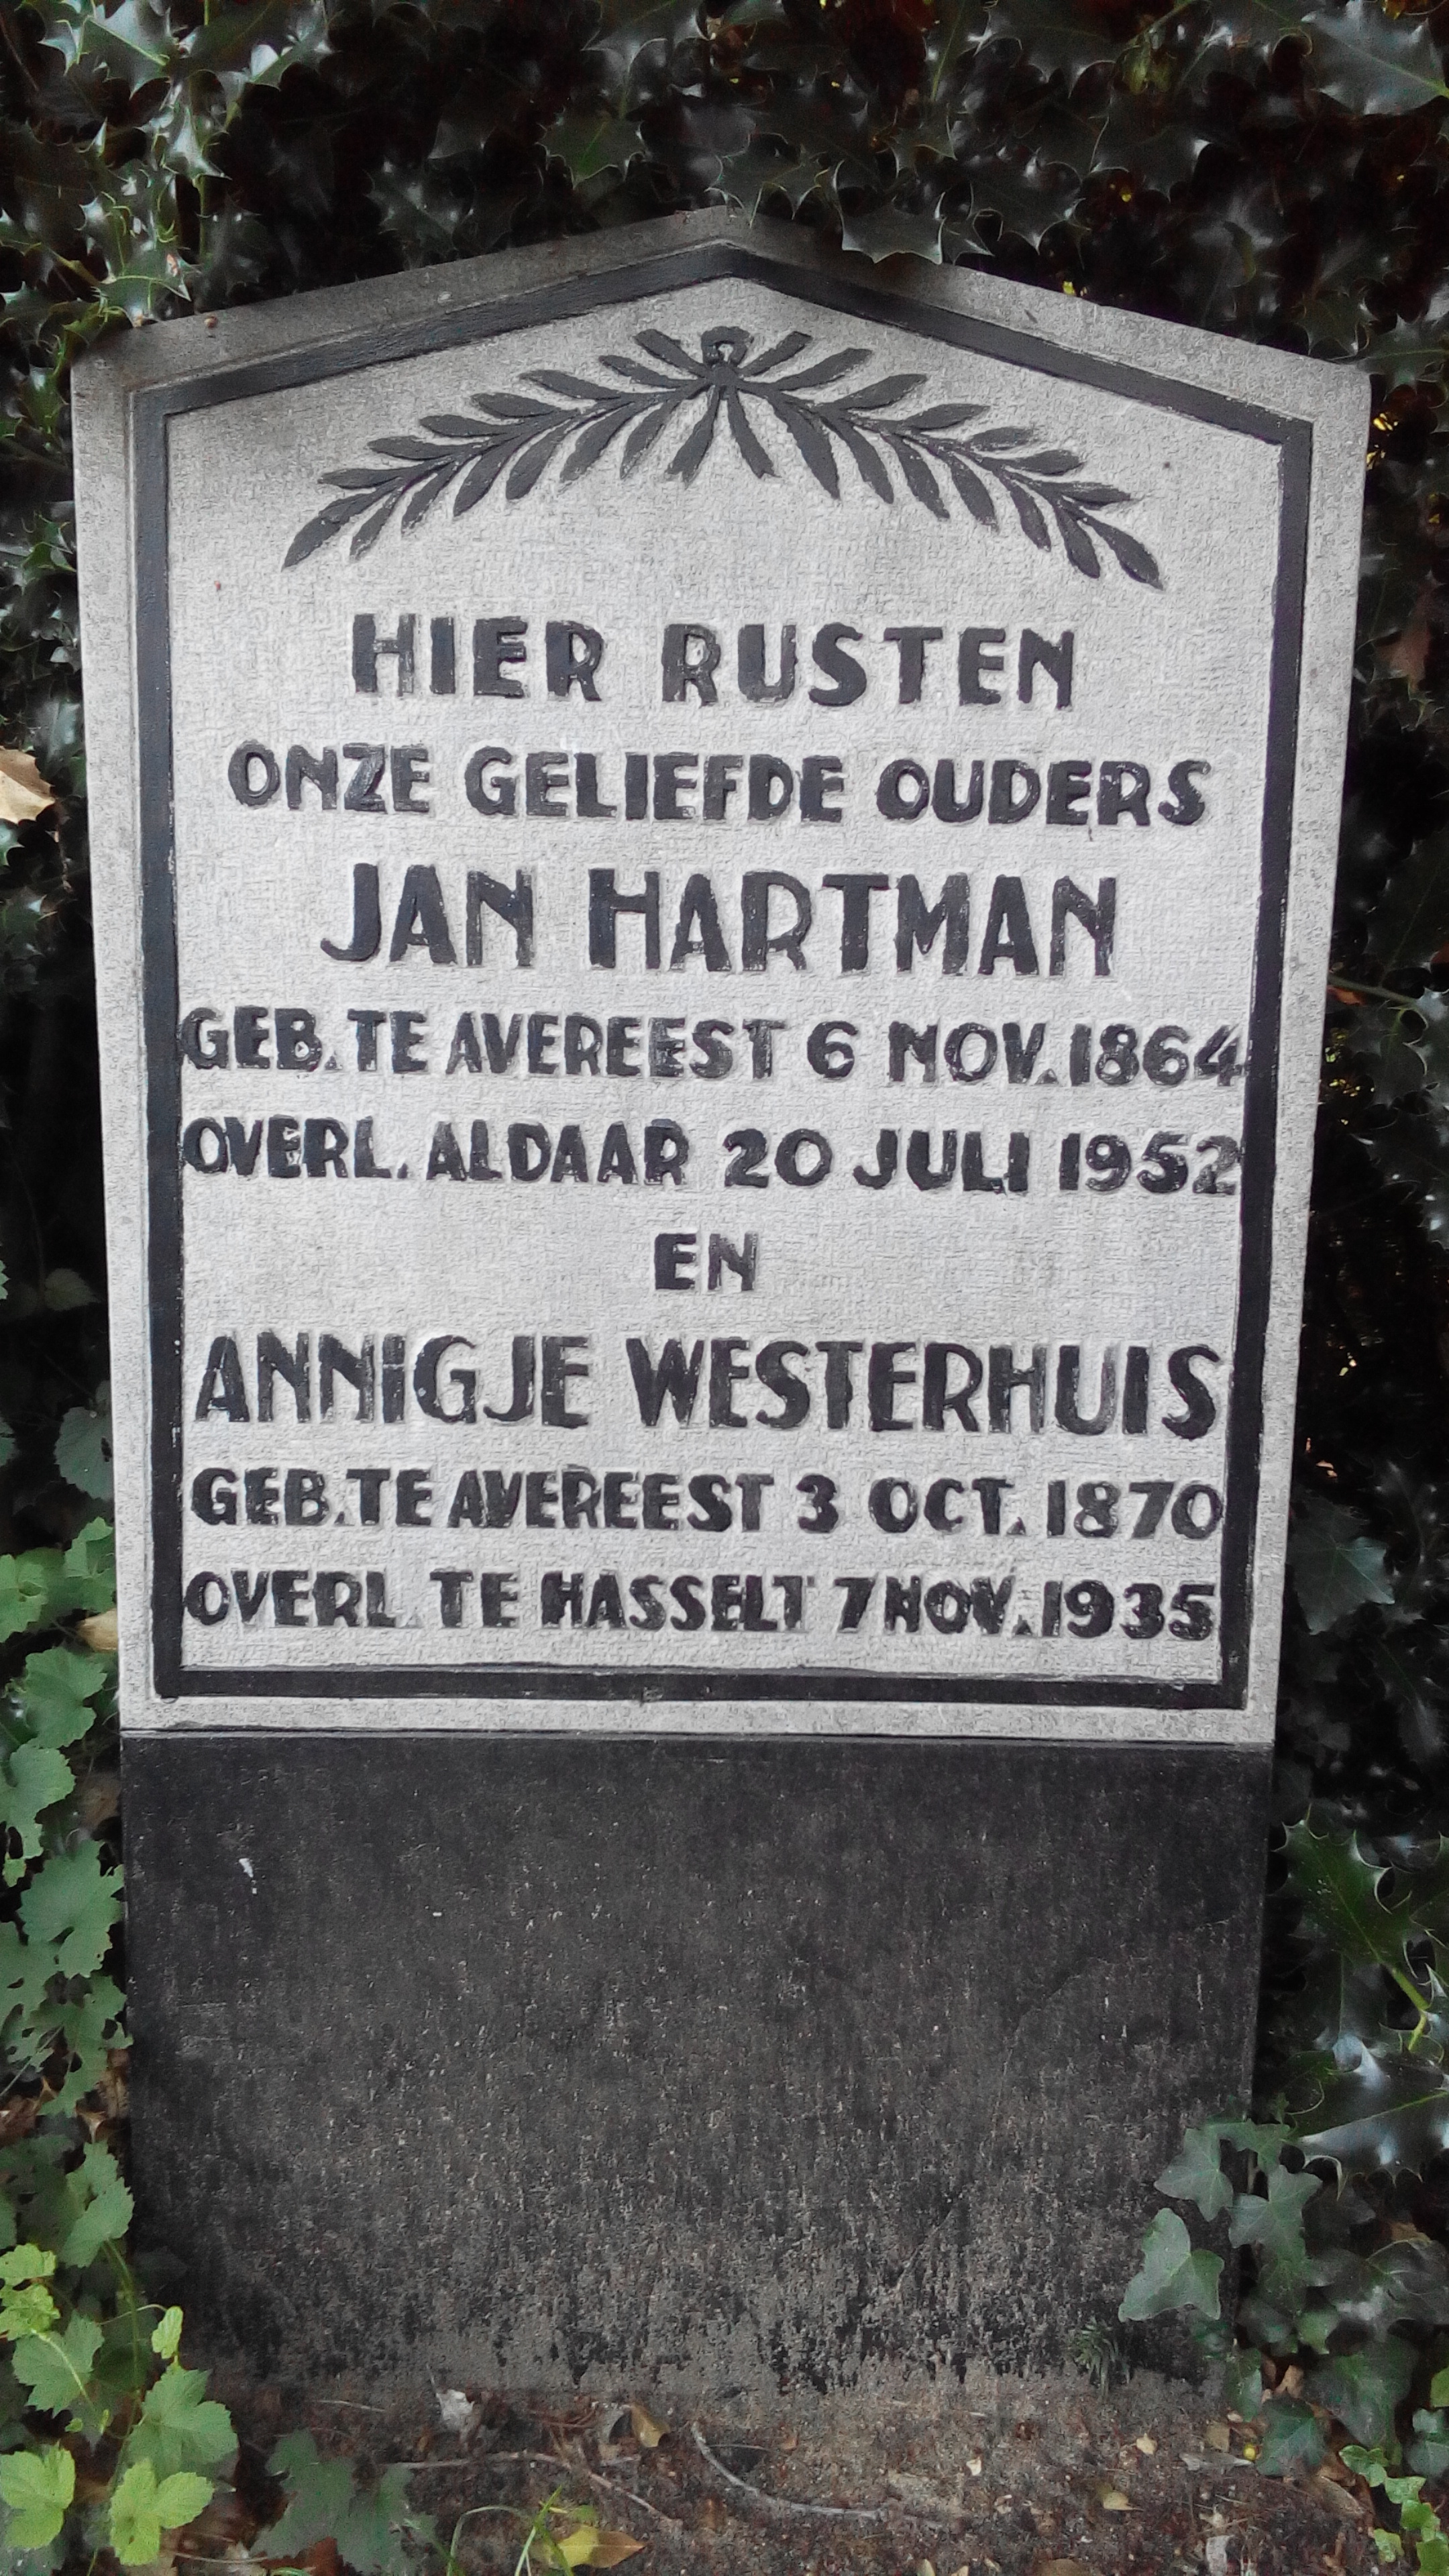 HIER RUSTEN
ONZE GELIEFDE OUDERS
JAN HARTMAN
GEB. TE AVEREEST 6 NOV. 1864
OVERL. ALDAAR 20 JULI 1952
EN
ANNIGJE WESTERHUIS
GEB. TE AVEREEST 3 OCT. 1870
OVERL. TE HASSELT 7 NOV. 1935